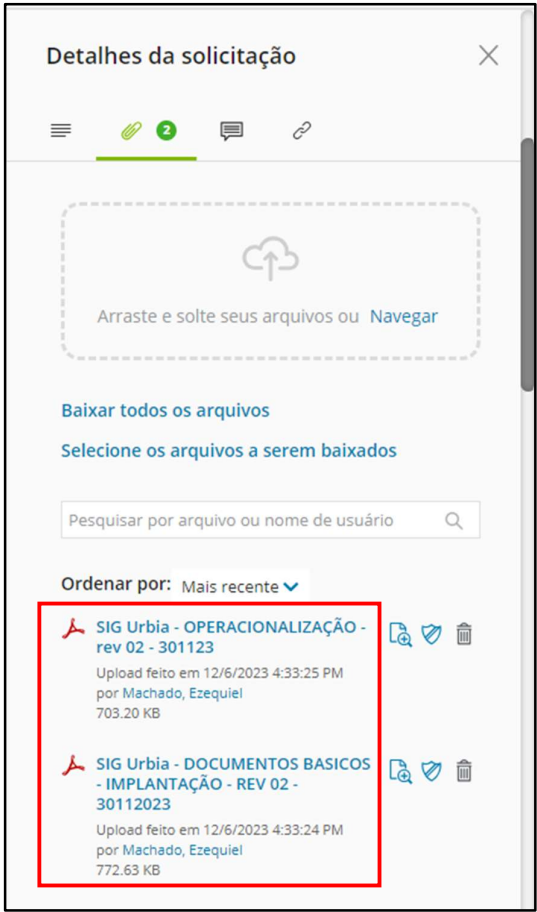 Detalhes da solicitação
2
Arraste e solte seus arquivos ou Navegar
Baixar todos os arquivos
Selecione os arquivos a serem baixados
Pesquisar por arquivo ou nome de usuário
Ordenar por: Mais recente
SIG Urbia - OPERACIONALIZAÇÃO -
rev 02 - 301123
Upload feito em 12/6/2023 4:33:25 PM
por Machado, Ezequiel
703.20 KB
SIG Urbia - DOCUMENTOS BASICOS
- IMPLANTAÇÃO - REV 02 -
30112023
Upload feito em 12/6/2023 4:33:24 PM
por Machado, Ezequiel
772.63 KB